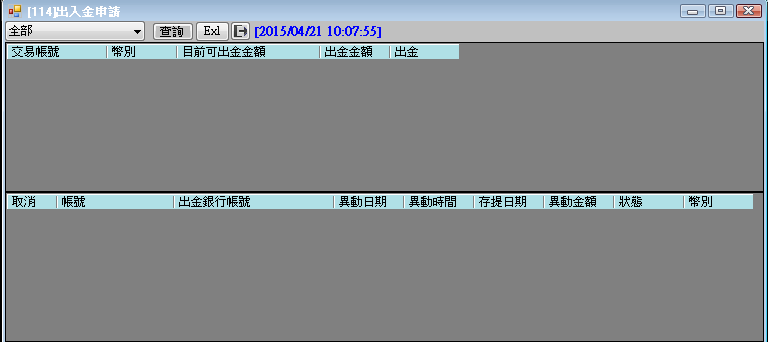 [114]出入金申請
全部 查詢 Exl [2015/04/21 10:07:55]
交易帳號 幣別 目前可出金金額 出金金額 出金
取消 帳號 出金銀行帳號 異動日期 異動時間 存提日期 異動金額 狀態 幣別